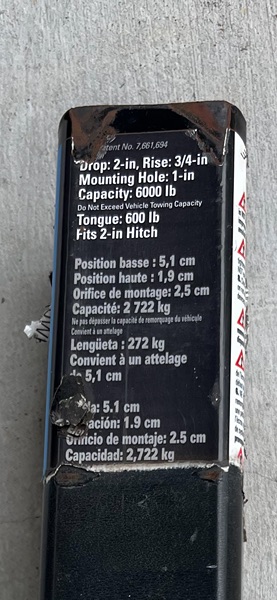 tent No. 7,661,694
Drop: 2-in, Rise: 3/4-in
Mounting Hole: 1-in
Capacity: 6000 lb
Do Not Exceed Vehicle Towing Capacity
Tongue: 600 lb
Fits 2-in Hitch
Position basse : 5,1 cm
Position haute : 1,9 cm
Orifice de montage: 2,5 cm
Capacité: 2 722 kg
Ne pas dépasser la capacité de remorquage du véhicule
Convient à un attelage
Lengüeta : 272 kg
Convient à un attelage
de 5,1 cm
da: 5.1 cm
ación: 1.9 cm
Orificio de montaje: 2.5 cm
Capacidad: 2,722 kg